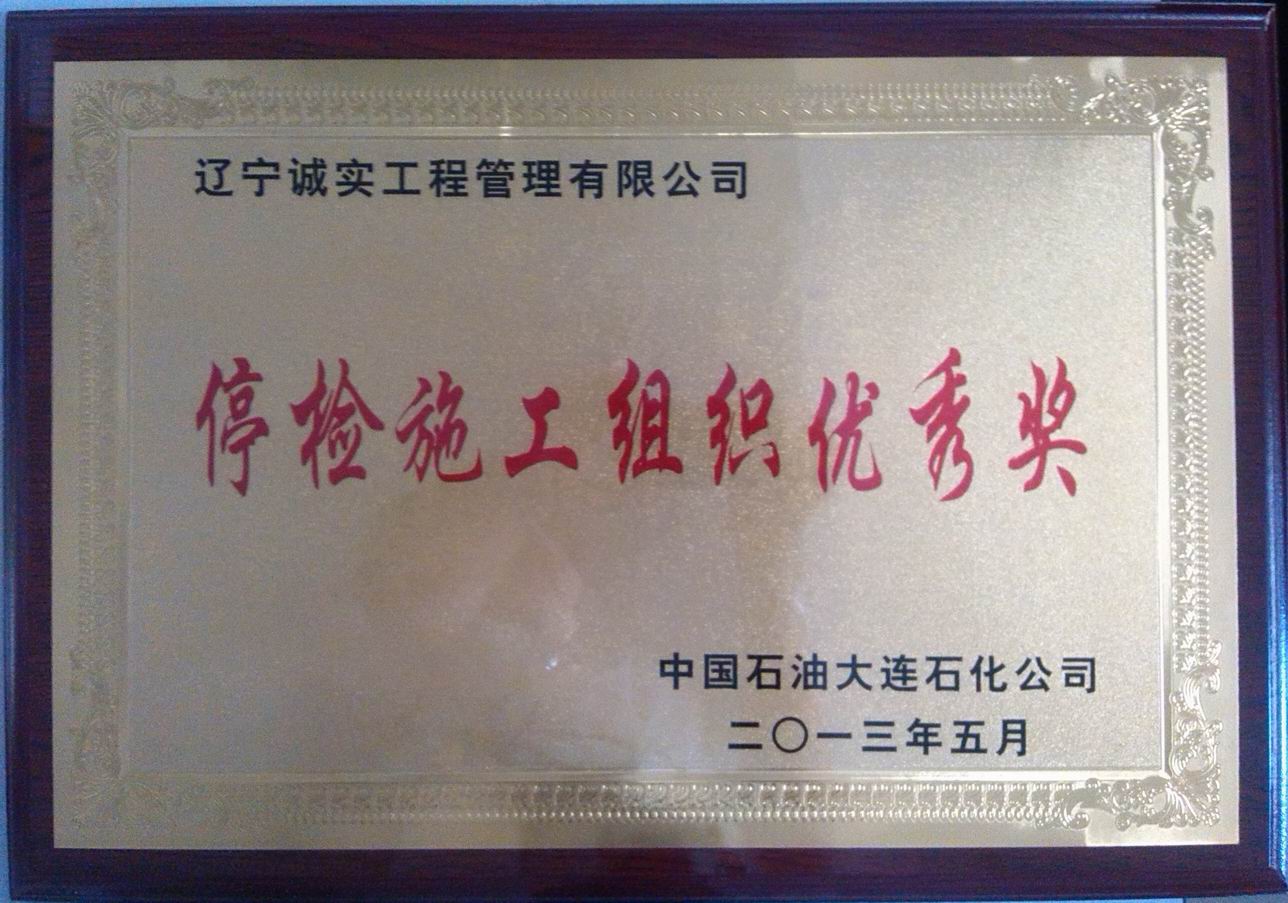 辽宁诚实工程管理有限公司
停检施工组织优秀奖
中国石油大连石化公司
二〇一三年五月